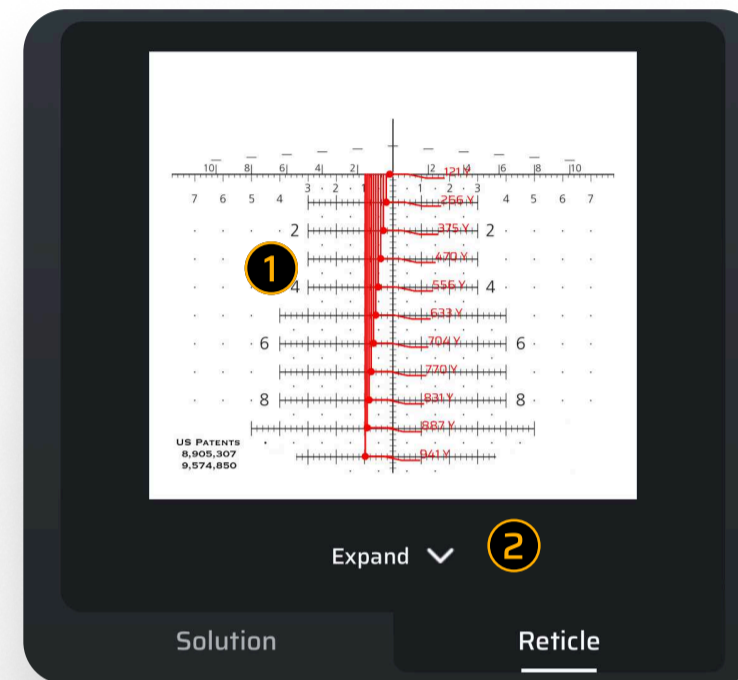 10 8 6 4 2 2 4 6 8 10
121 Y
7 6 5 4 3 2 1 1 2 3 4 5 6 7
256 Y
2 375 Y 2
470 Y
1
4 556 Y 4
633 Y
6 704 Y 6
770 Y
8 831 Y 8
887 Y
US PATENTS
8,905,307
9,574,850
941 Y
Expand
2
Solution Reticle